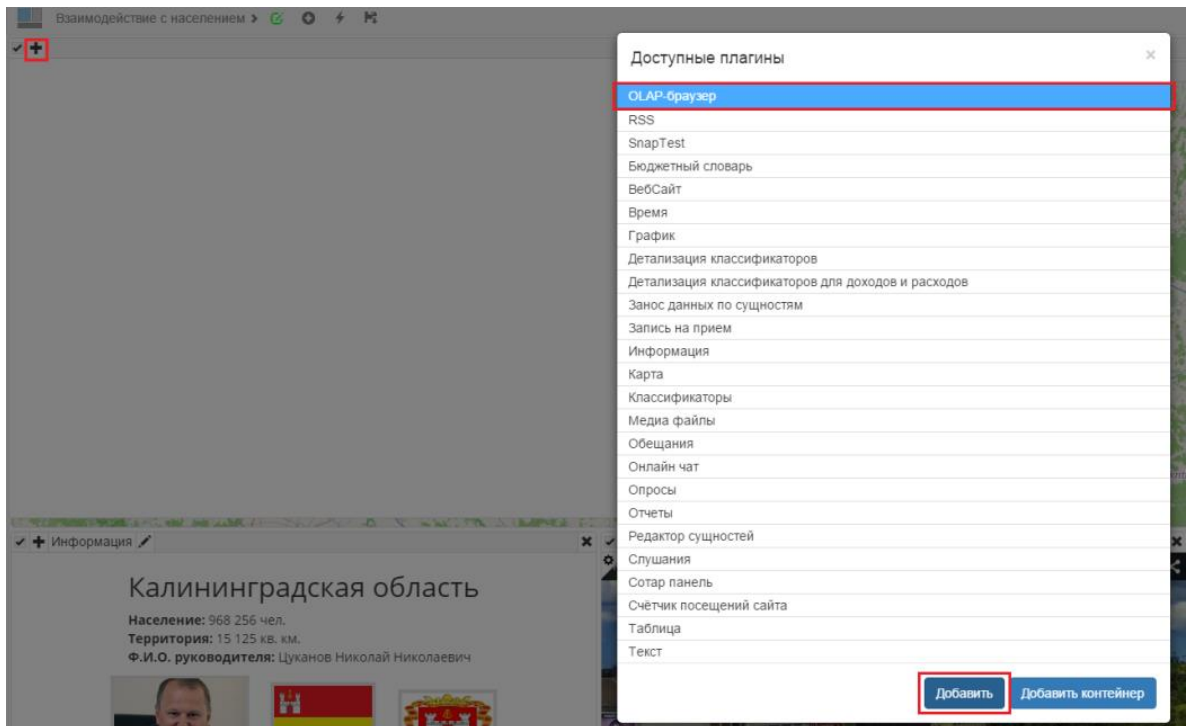 Взаимодействие с населением
Доступные плагины
OLAP-браузер
RSS
SnapTest
Бюджетный словарь
ВебСайт
Время
График
Детализация классификаторов
Детализация классификаторов для доходов и расходов
Занос данных по сущностям
Запись на прием
Информация
Карта
Классификаторы
Медиа файлы
Обещания
Онлайн чат
Опросы
Отчеты
Редактор сущностей
Слушания
Сотар панель
Счётчик посещений сайта
Таблица
Текст
Добавить
Добавить контейнер
Информация
Калининградская область
Население: 968 256 чел.
Территория: 15 125 кв. км.
Ф.И.О. руководителя: Цуканов Николай Николаевич